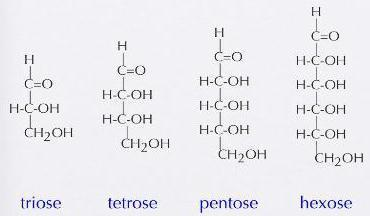 H
C=O
H-C-OH
CH2OH
triose
H
C=O
H-C-OH
H-C-OH
CH2OH
tetrose
H
C=O
H-C-OH
H-C-OH
H-C-OH
CH2OH
pentose
H
C=O
H-C-OH
H-C-OH
H-C-OH
H-C-OH
CH2OH
hexose